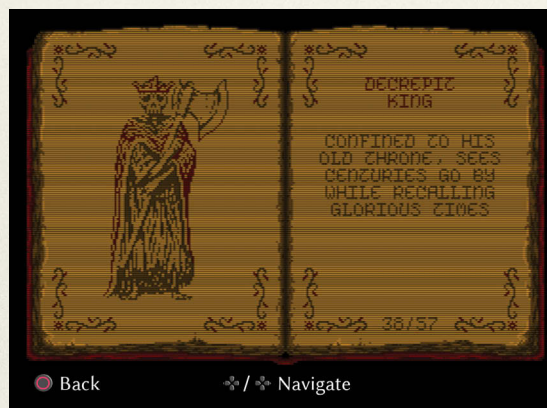 DECREPIT
KING
CONFINED TO HIS
OLD THRONE, SEES
CENTURIES GO BY
WHILE RECALLING
GLORIOUS TIMES
38/57
Back
/ Navigate